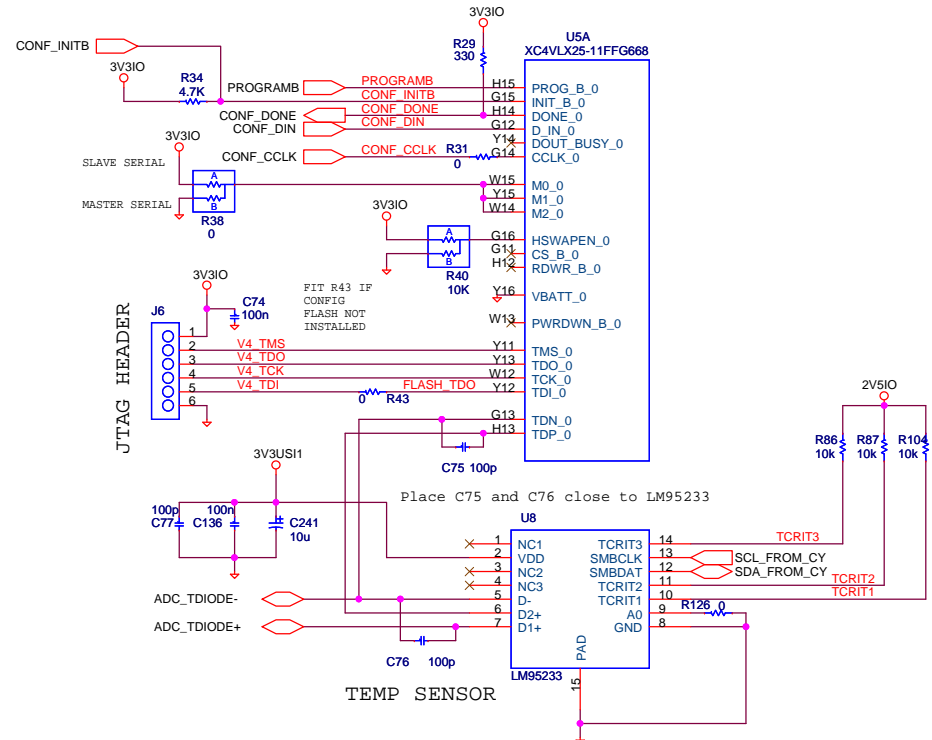 3V3IO
U5A
XC4VLX25-11FFG668
CONF_INITB
R29
330
3V3IO
R34
4.7K
PROGRAMB
PROGRAMB
H15
PROG_B_0
CONF_INITB
G15
INIT_B_0
CONF_DONE
CONF_DONE
H14
DONE_0
CONF_DIN
CONF_DIN
G12
D_IN_0
Y14
DOUT_BUSY_0
3V3IO
CONF_CCLK
CONF_CCLK
R31
0
G14
CCLK_0
SLAVE SERIAL
A
W15
M0_0
Y15
M1_0
MASTER SERIAL
B
W14
M2_0
R38
0
3V3IO
A
G16
HSWAPEN_0
B
G11
CS_B_0
H12
RDWR_B_0
R40
10K
3V3IO
FIT R43 IF
CONFIG
FLASH NOT
INSTALLED
Y16
VBATT_0
C74
100n
J6
W13
PWRDWN_B_0
JTAG HEADER
1
2
V4_TMS
Y11
TMS_0
3
V4_TDO
Y13
TDO_0
4
V4_TCK
W12
TCK_0
5
V4_TDI
0
R43
FLASH_TDO
Y12
TDI_0
6
2V5IO
G13
TDN_0
H13
TDP_0
R86
10k
R87
10k
R104
10k
C75 100p
3V3USI1
Place C75 and C76 close to LM95233
100p
C77
100n
C136
C241
10u
U8
1
NC1
TCRIT3
14
TCRIT3
2
VDD
SMBCLK
13
SCL_FROM_CY
3
NC2
SMBDAT
12
SDA_FROM_CY
4
NC3
TCRIT2
11
TCRIT2
ADC_TDIODE-
5
D-
TCRIT1
10
TCRIT1
6
D2+
A0
9
R126
0
ADC_TDIODE+
7
D1+
GND
8
PAD
C76
100p
LM95233
15
TEMP SENSOR